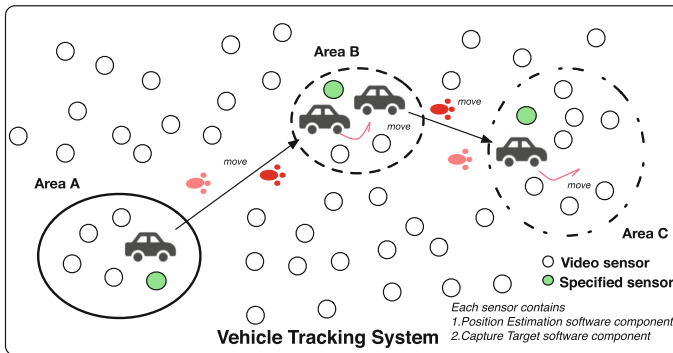 Area B
move
move
Area A
move
move
Area C
Video sensor
Specified sensor
Each sensor contains
1.Position Estimation software component
2.Capture Target software component
Vehicle Tracking System